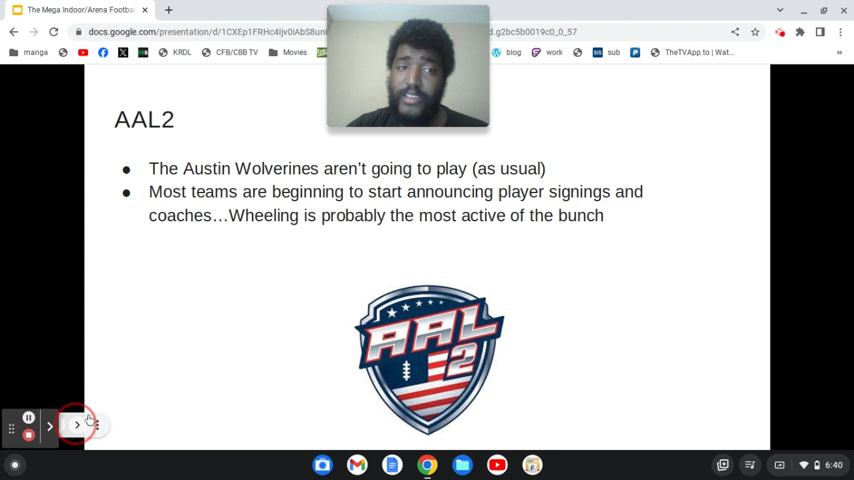 The Mega Indoor/Arena Footba
docs.google.com/presentation/d/1CXEp1FRHc4Ijv0iAbS8un
d.g2bc5b0019c0_0_57
manga
KRDL
CFB/CBB TV
Movies
blog
work
sub
TheTVApp.to | Wat...
AAL2
● The Austin Wolverines aren’t going to play (as usual)
● Most teams are beginning to start announcing player signings and
coaches…Wheeling is probably the most active of the bunch
AAL
2
6:40